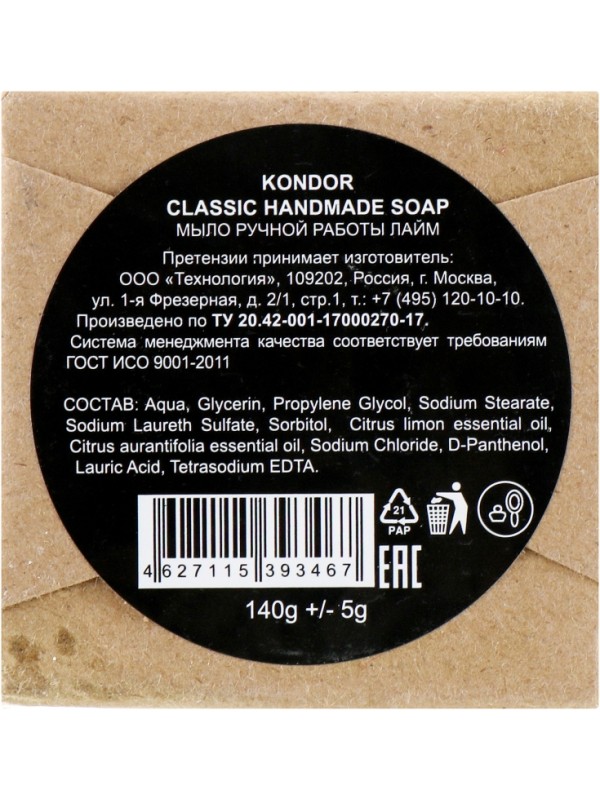 KONDOR
CLASSIC HANDMADE SOAP
МЫЛО РУЧНОЙ РАБОТЫ ЛАЙМ
Претензии принимает изготовитель:
ООО «Технология», 109202, Россия, г. Москва,
ул. 1-я Фрезерная, д. 2/1, стр.1, т.: +7 (495) 120-10-10.
Произведено по ТУ 20.42-001-17000270-17.
Система менеджмента качества соответствует требованиям
ГОСТ ИСО 9001-2011
СОСТАВ: Aqua, Glycerin, Propylene Glycol, Sodium Stearate,
Sodium Laureth Sulfate, Sorbitol, Citrus limon essential oil,
Citrus aurantifolia essential oil, Sodium Chloride, D-Panthenol,
Lauric Acid, Tetrasodium EDTA.
21
PAP
4 627115 393467
EAC
140g +/- 5g